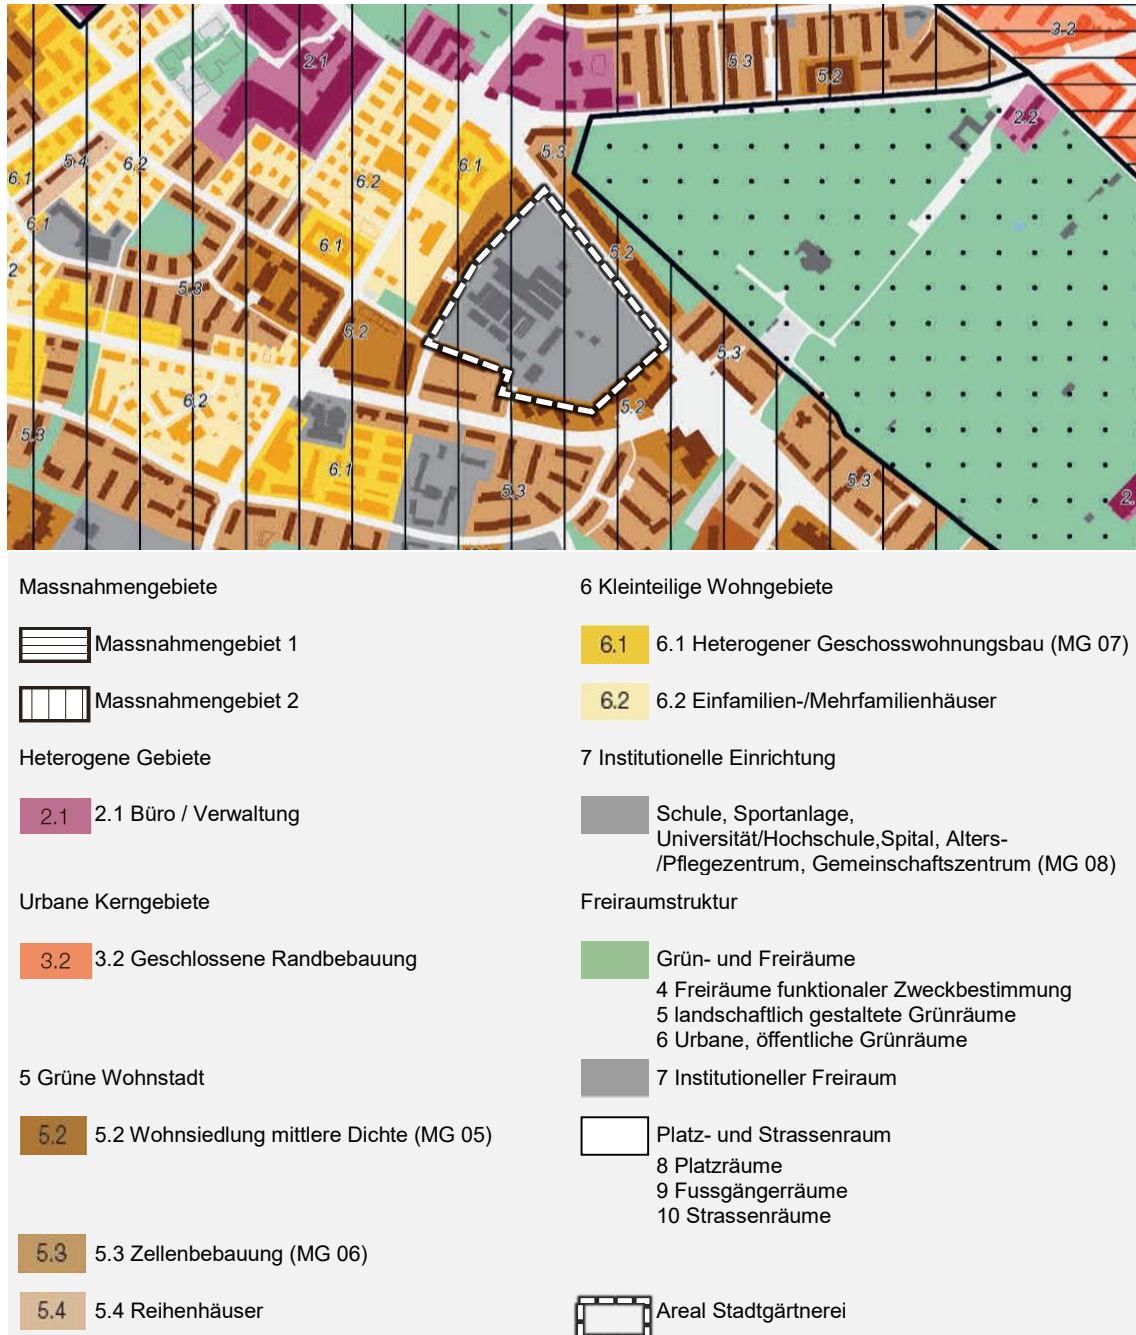 2.1
5.3
5.2
3.2
2.2
5.4
6.2
6.1
6.2
6.1
5.3
6.1
6.1
5.2
2
5.3
5.2
5.3
6.2
5.2
5.3
6.1
5.3
5.3
2.
Massnahmengebiete
Massnahmengebiet 1
Massnahmengebiet 2
Heterogene Gebiete
2.1 2.1 Büro / Verwaltung
Urbane Kerngebiete
3.2 3.2 Geschlossene Randbebauung
5 Grüne Wohnstadt
5.2 5.2 Wohnsiedlung mittlere Dichte (MG 05)
5.3 5.3 Zellenbebauung (MG 06)
5.4 5.4 Reihenhäuser
6 Kleinteilige Wohngebiete
6.1 6.1 Heterogener Geschosswohnungsbau (MG 07)
6.2 6.2 Einfamilien-/Mehrfamilienhäuser
7 Institutionelle Einrichtung
Schule, Sportanlage,
Universität/Hochschule,Spital, Alters-
/Pflegezentrum, Gemeinschaftszentrum (MG 08)
Freiraumstruktur
Grün- und Freiräume
4 Freiräume funktionaler Zweckbestimmung
5 landschaftlich gestaltete Grünräume
6 Urbane, öffentliche Grünräume
7 Institutioneller Freiraum
Platz- und Strassenraum
8 Platzräume
9 Fussgängerräume
10 Strassenräume
Areal Stadtgärtnerei